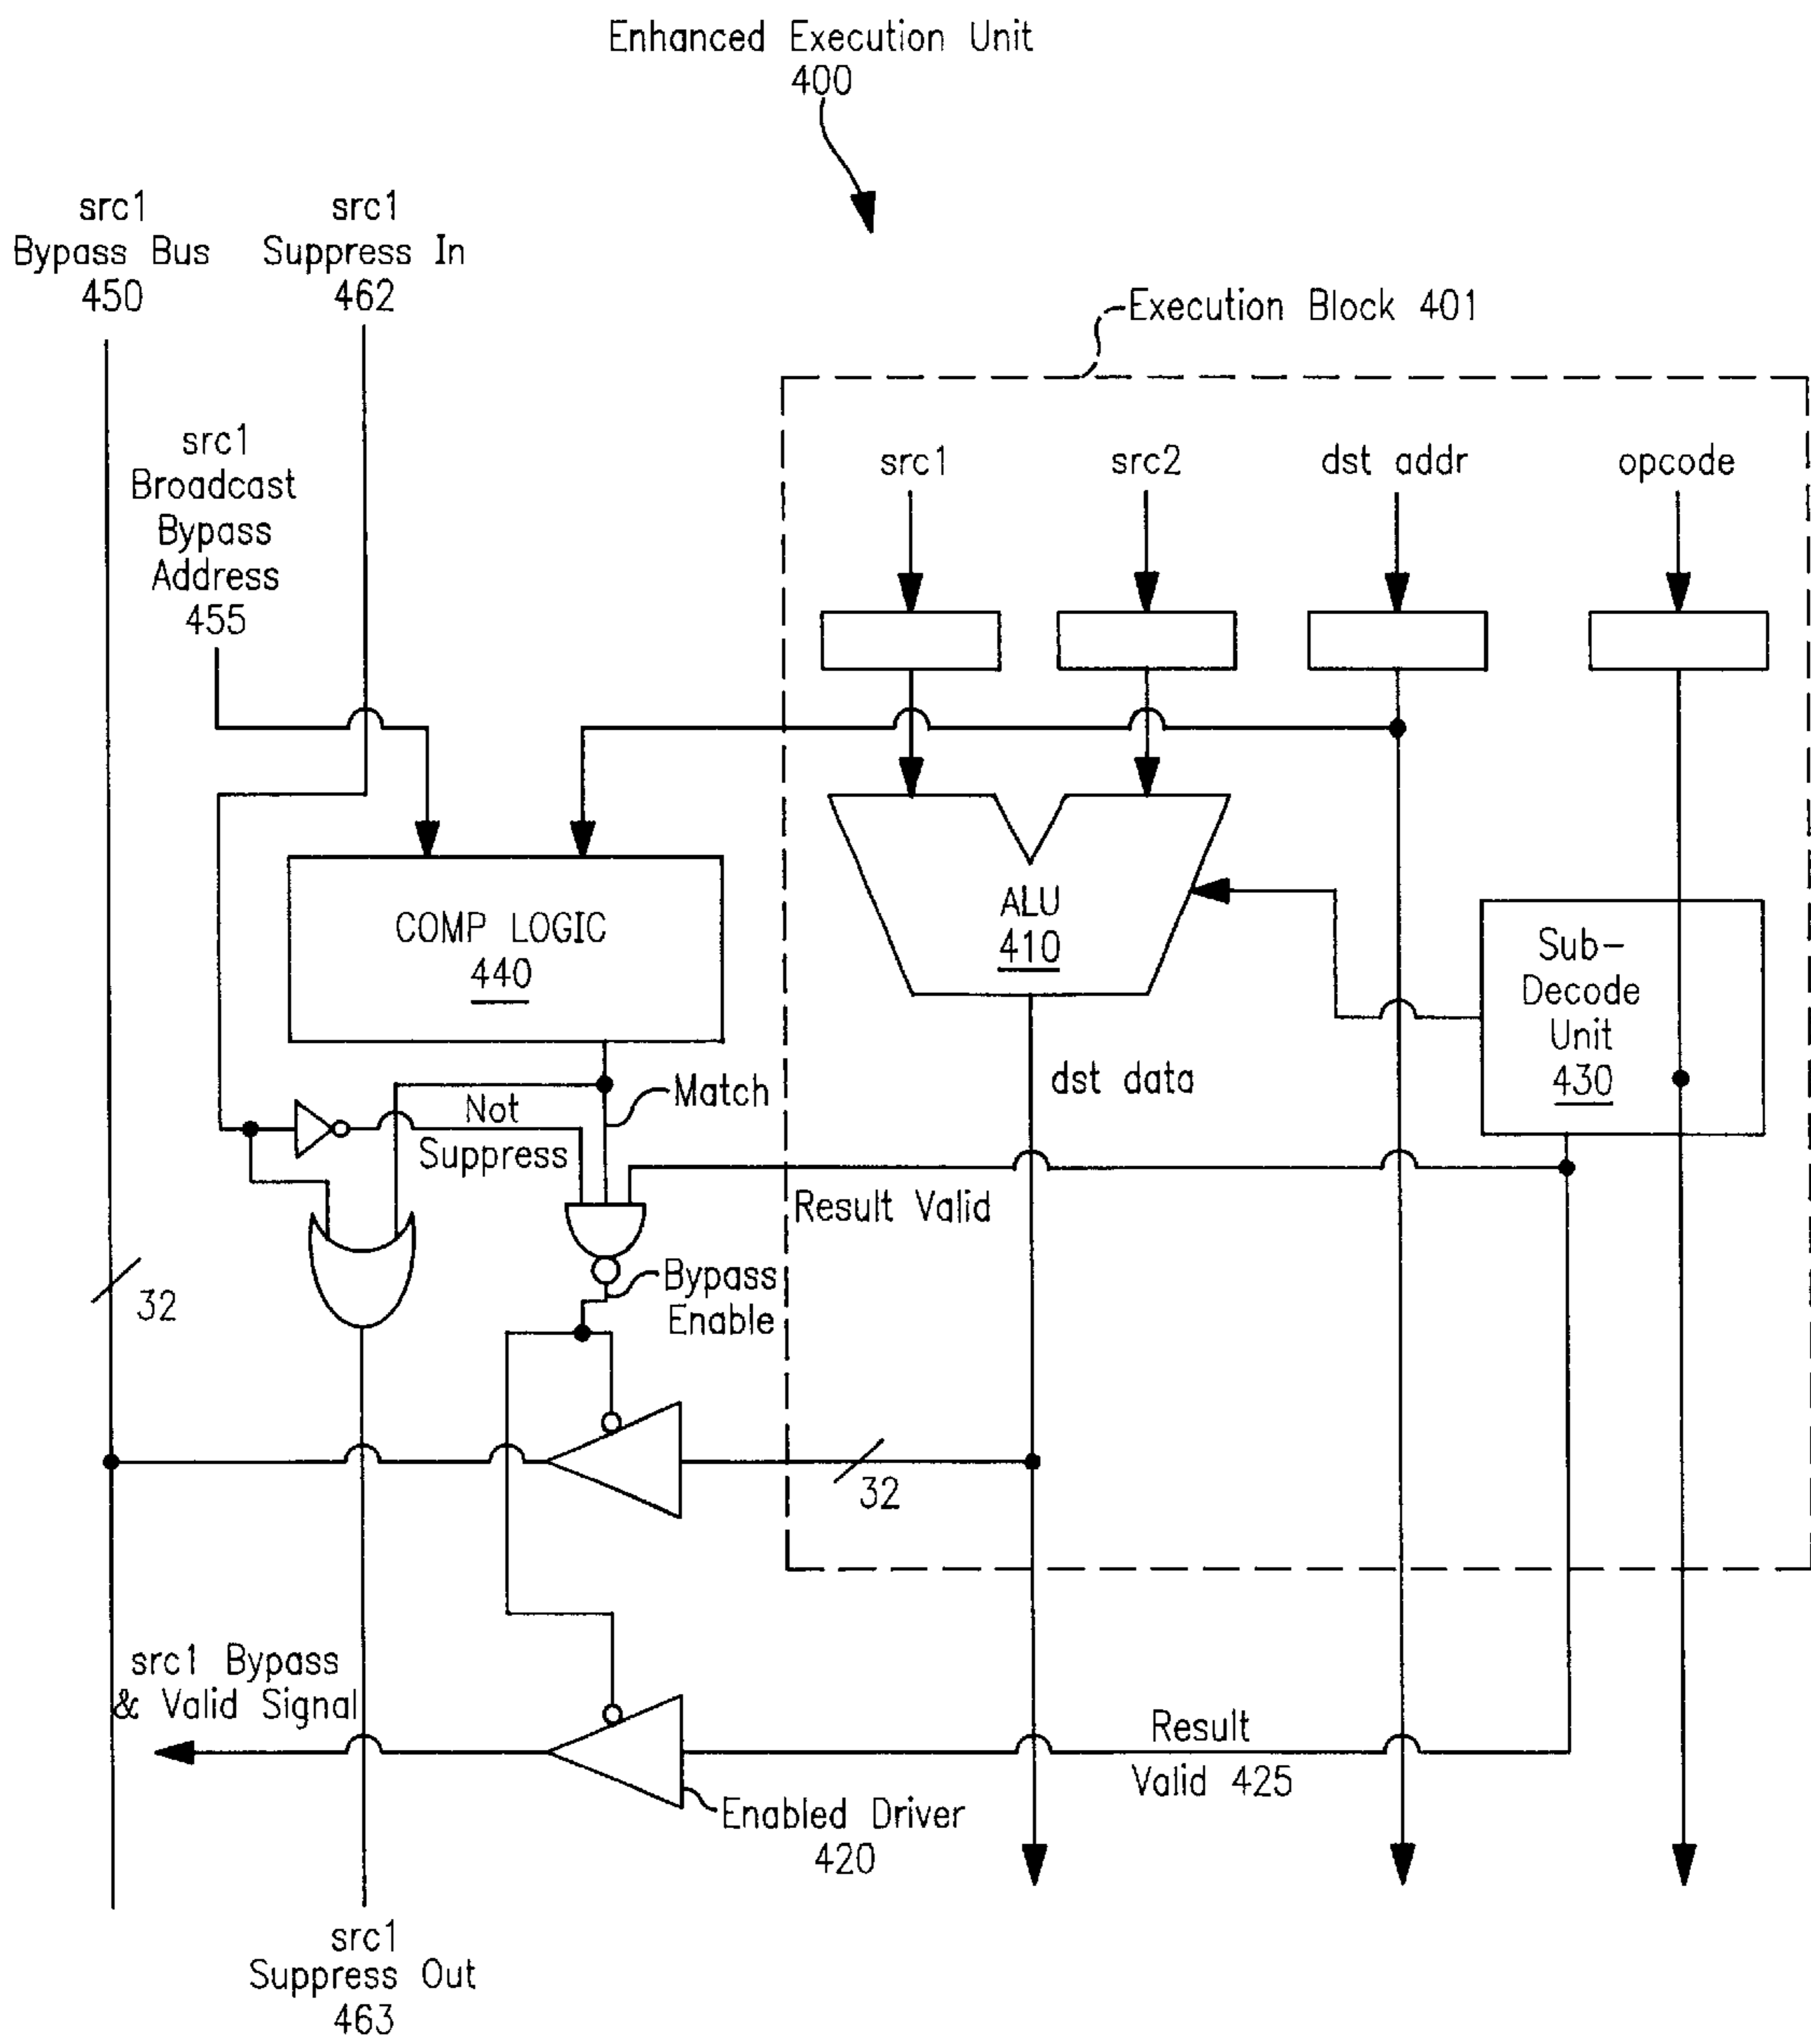 Enhanced Execution Unit
400
src1
Bypass Bus
450
src1
Suppress In
462
Execution Block 401
src1
Broadcast
Bypass
Address
455
src1
src2
dst addr
opcode
COMP LOGIC
440
ALU
410
Sub-
Decode
Unit
430
Match
dst data
Not
Suppress
Result Valid
Bypass
Enable
32
32
src1 Bypass
& Valid Signal
Result
Valid 425
Enabled Driver
420
src1
Suppress Out
463